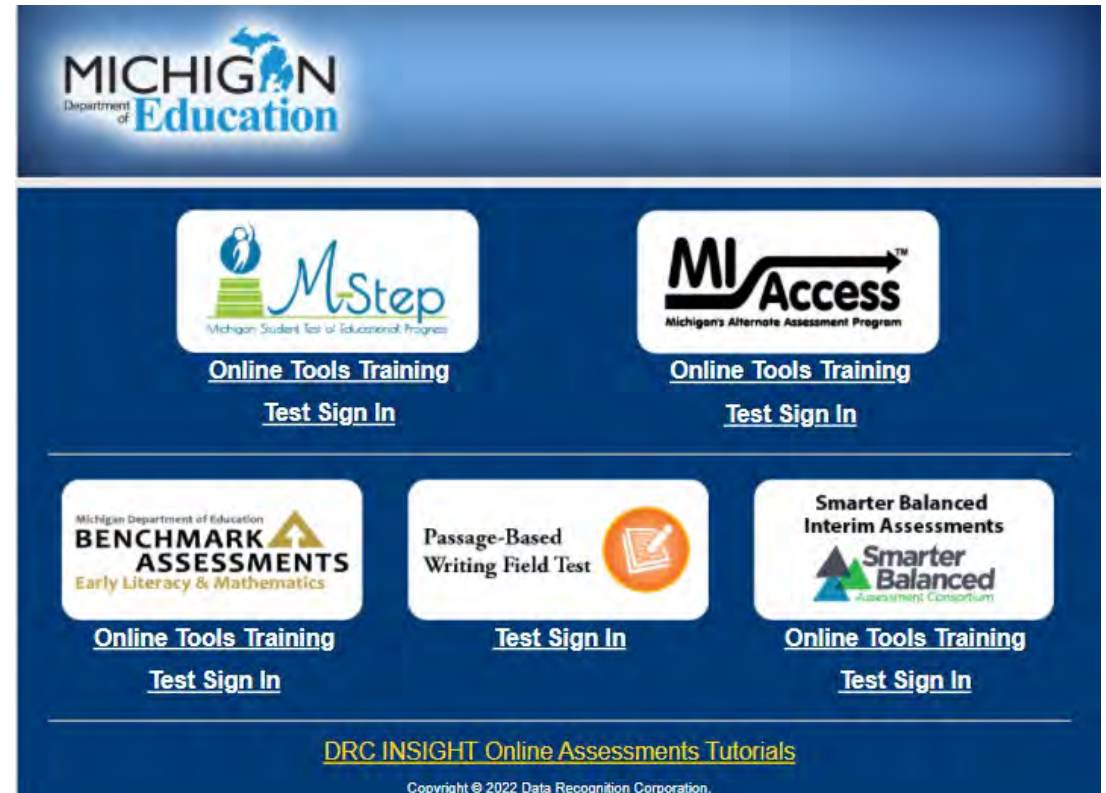 MICHIGAN
Department of Education
M-Step
Michigan Student Test of Educational Progress
Online Tools Training
Test Sign In
MI Access™
Michigan's Alternate Assessment Program
Online Tools Training
Test Sign In
Michigan Department of Education
BENCHMARK
ASSESSMENTS
Early Literacy & Mathematics
Online Tools Training
Test Sign In
Passage-Based
Writing Field Test
Test Sign In
Smarter Balanced
Interim Assessments
Smarter
Balanced
Assessment Consortium
Online Tools Training
Test Sign In
DRC INSIGHT Online Assessments Tutorials
Copyright © 2022 Data Recognition Corporation.